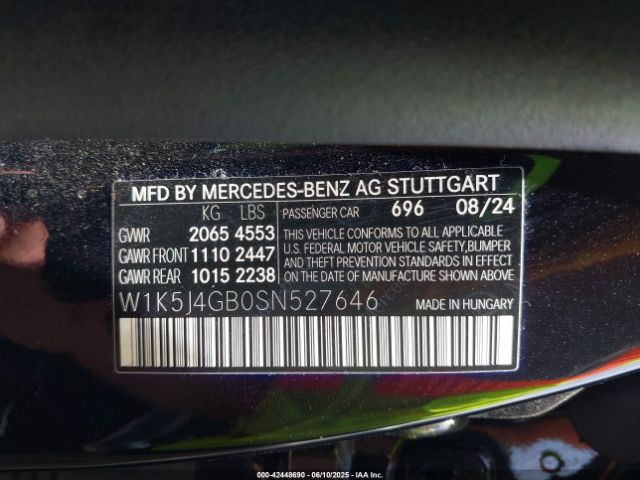 MFD BY MERCEDES-BENZ AG STUTTGART
KG LBS
GVWR 2065 4553
GAWR FRONT 1110 2447
GAWR REAR 1015 2238
PASSENGER CAR 696 08/24
THIS VEHICLE CONFORMS TO ALL APPLICABLE
U.S. FEDERAL MOTOR VEHICLE SAFETY,BUMPER
AND THEFT PREVENTION STANDARDS IN EFFECT
ON THE DATE OF MANUFACTURE SHOWN ABOVE.
W1K5J4GB0SN527646 MADE IN HUNGARY
000-42448690 - 06/10/2025 - IAA Inc.